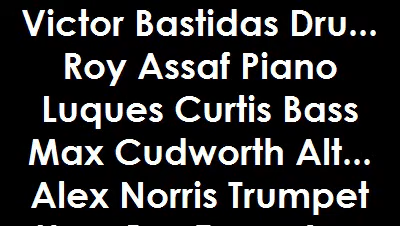 Victor Bastidas Dru...
Roy Assaf Piano
Luques Curtis Bass
Max Cudworth Alt...
Alex Norris Trumpet